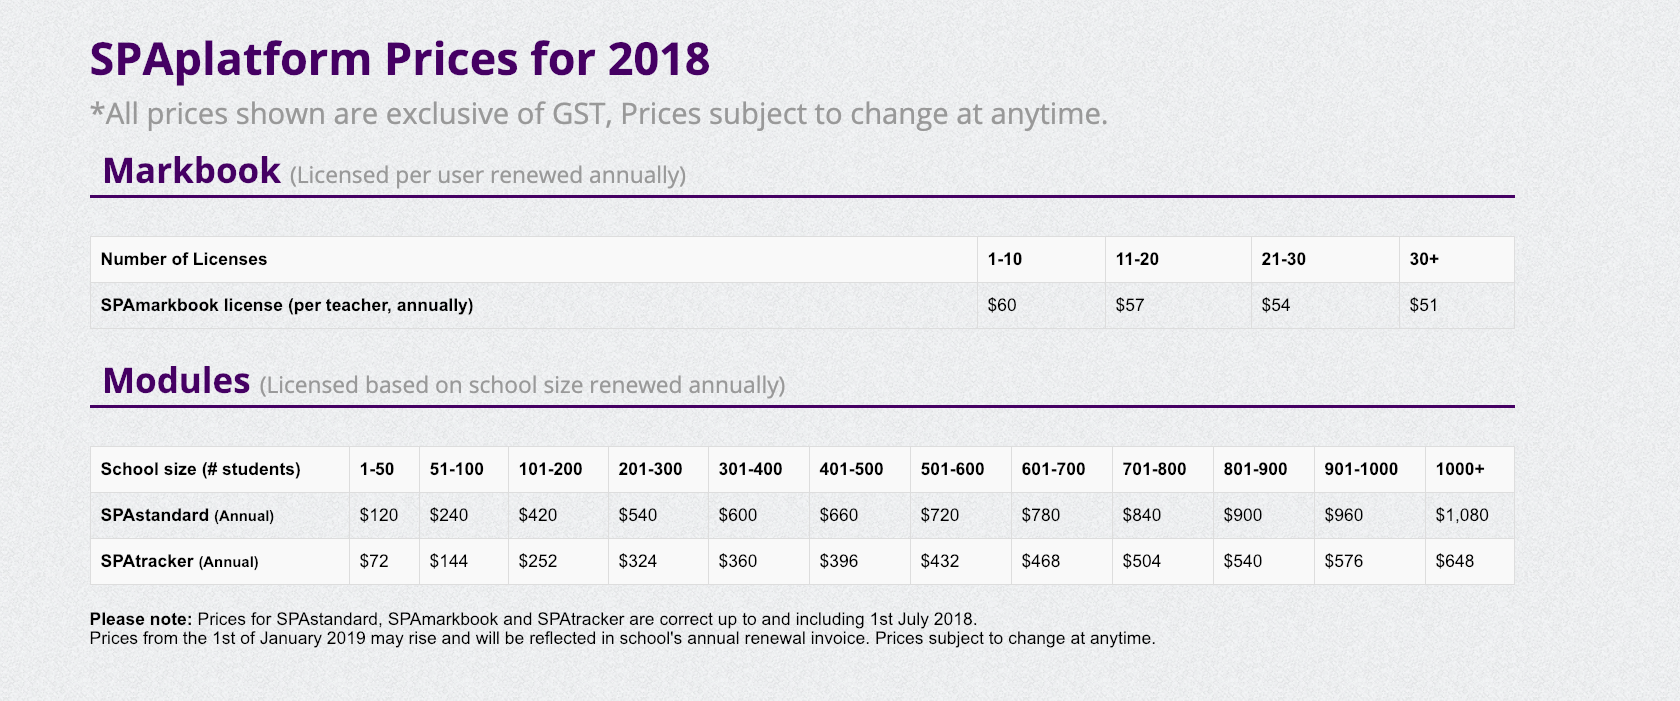 SPAplatform Prices for 2018
*All prices shown are exclusive of GST, Prices subject to change at anytime.
Markbook (Licensed per user renewed annually)
Number of Licenses 1-10 11-20 21-30 30+
SPAmarkbook license (per teacher, annually) $60 $57 $54 $51
Modules (Licensed based on school size renewed annually)
School size (# students) 1-50 51-100 101-200 201-300 301-400 401-500 501-600 601-700 701-800 801-900 901-1000 1000+
SPAstandard (Annual) $120 $240 $420 $540 $600 $660 $720 $780 $840 $900 $960 $1,080
SPAtracker (Annual) $72 $144 $252 $324 $360 $396 $432 $468 $504 $540 $576 $648
Please note: Prices for SPAstandard, SPAmarkbook and SPAtracker are correct up to and including 1st July 2018.
Prices from the 1st of January 2019 may rise and will be reflected in school's annual renewal invoice. Prices subject to change at anytime.